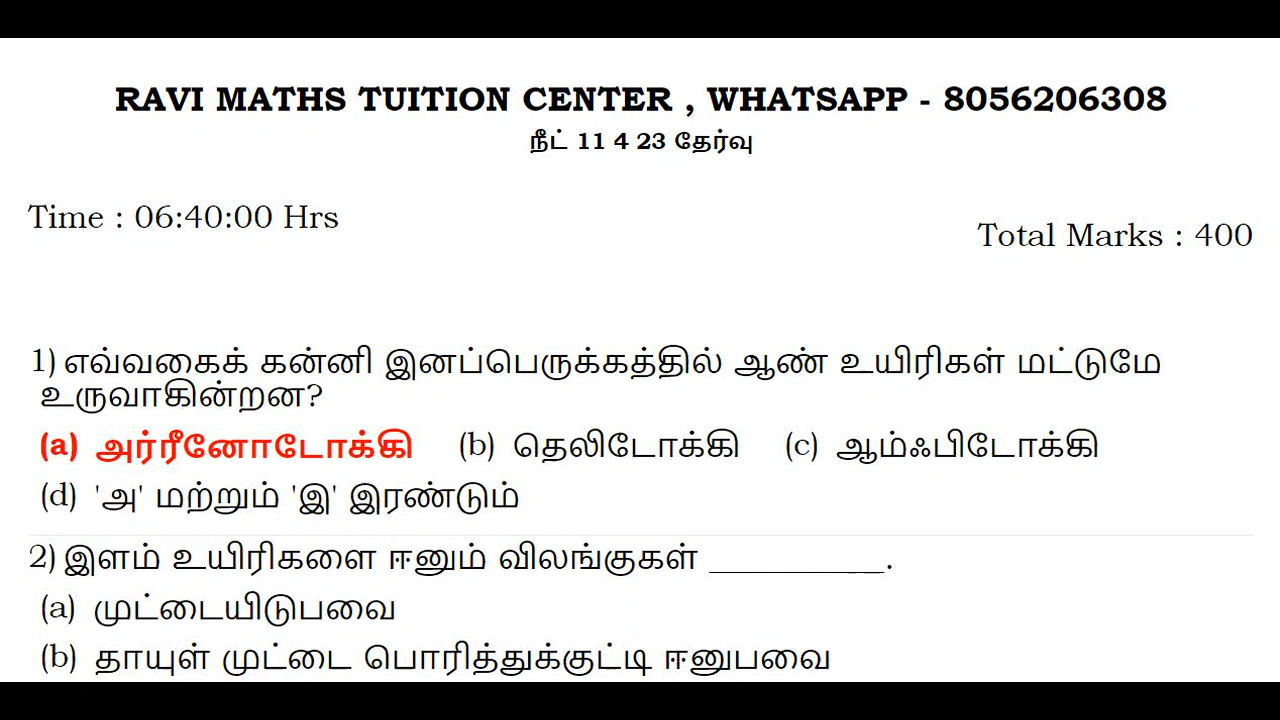 RAVI MATHS TUITION CENTER , WHATSAPP - 8056206308
நீட் 11 4 23 தேர்வு
Time : 06:40:00 Hrs
Total Marks : 400
1) எவ்வகைக் கன்னி இனப்பெருக்கத்தில் ஆண் உயிரிகள் மட்டுமே
உருவாகின்றன?
(a) அர்ரீனோடோக்கி (b) தெலிடோக்கி (c) ஆம்ஃபிடோக்கி
(d) 'அ' மற்றும் 'இ' இரண்டும்
2) இளம் உயிரிகளை ஈனும் விலங்குகள் __________.
(a) முட்டையிடுபவை
(b) தாயுள் முட்டை பொரித்துக்குட்டி ஈனுபவை